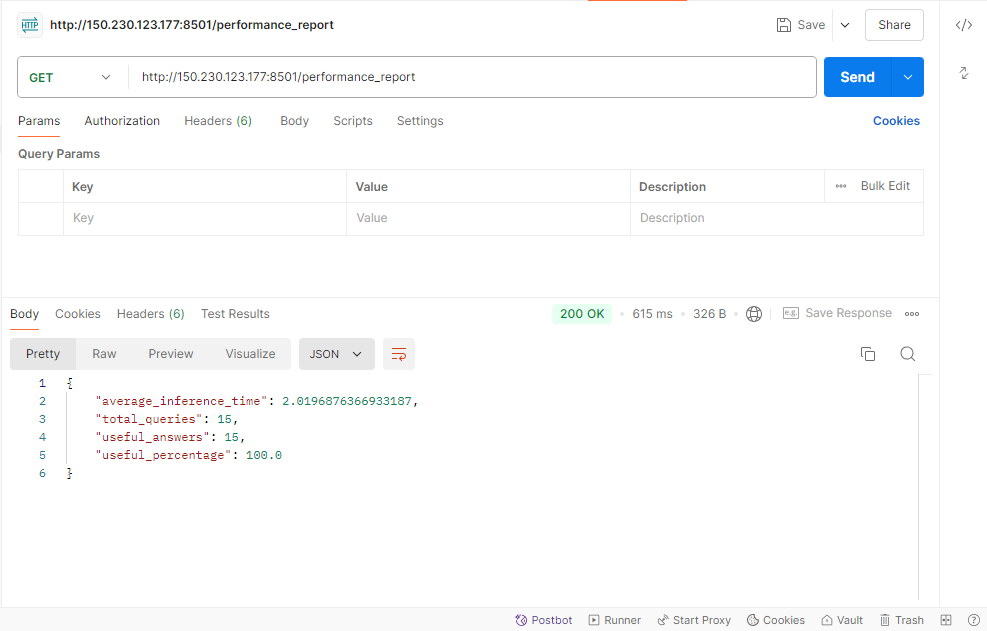 HTTP http://150.230.123.177:8501/performance_report Save Share </>
GET http://150.230.123.177:8501/performance_report Send
Params Authorization Headers (6) Body Scripts Settings Cookies
Query Params
Key Value Description ••• Bulk Edit
Key Value Description
Body Cookies Headers (6) Test Results 200 OK • 615 ms • 326 B • e.g. Save Response •••
Pretty Raw Preview Visualize JSON
1 {
2 "average_inference_time": 2.0196876366933187,
3 "total_queries": 15,
4 "useful_answers": 15,
5 "useful_percentage": 100.0
6 }
Postbot Runner Start Proxy Cookies Vault Trash ?